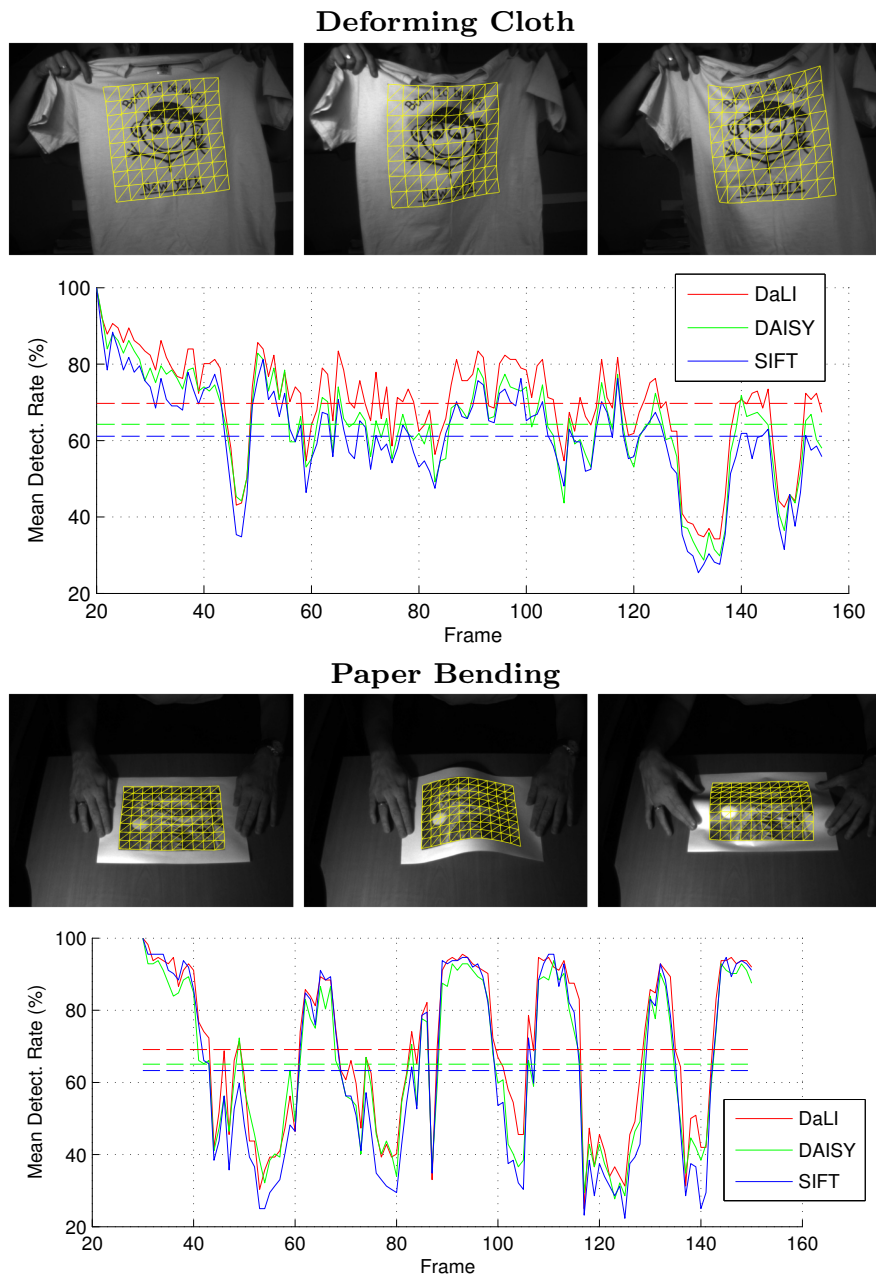 Deforming Cloth
NEW YORK
Mean Detect. Rate (%)
100
80
60
40
20
20 40 60 80 100 120 140 160
Frame
DaLI
DAISY
SIFT
Paper Bending
Mean Detect. Rate (%)
100
80
60
40
20
20 40 60 80 100 120 140 160
Frame
DaLI
DAISY
SIFT